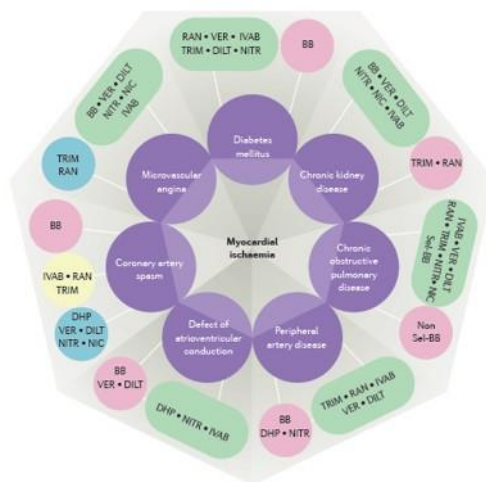 RAN • VER • IVAB
TRIM • DILT • NITR
BB
Diabetes
mellitus
BB • VER • DILT
NITR • NIC • IVAB
TRIM • RAN
Chronic kidney
disease
IVAB • VER • DILT
RAN • TRIM • NITR • NIC
Sel-BB
Non
Sel-BB
Chronic
obstructive
pulmonary
disease
TRIM • RAN • IVAB
VER • DILT
BB
DHP • NITR
Peripheral
artery disease
DHP • NITR • IVAB
BB
VER • DILT
Defect of
atrioventricular
conduction
DHP
VER • DILT
NITR • NIC
IVAB • RAN
TRIM
BB
Coronary artery
spasm
TRIM
RAN
BB • VER • DILT
NITR • NIC
IVAB
Microvascular
angina
Myocardial
ischaemia